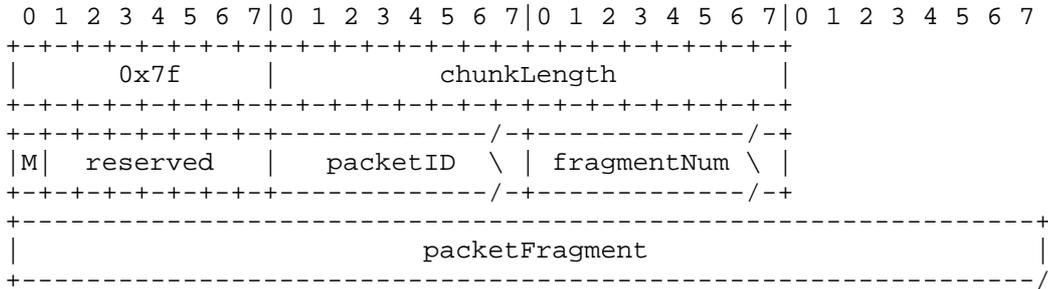 0 1 2 3 4 5 6 7|0 1 2 3 4 5 6 7|0 1 2 3 4 5 6 7|0 1 2 3 4 5 6 7
+-+-+-+-+-+-+-+-+-+-+-+-+-+-+-+-+-+-+-+-+-+-+-+-+
|      0x7f     |          chunkLength          |
+-+-+-+-+-+-+-+-+-+-+-+-+-+-+-+-+-+-+-+-+-+-+-+-+
+-+-+-+-+-+-+-+-+-------------/-+-------------/-+
|M|  reserved   |   packetID  \ | fragmentNum \ |
+-+-+-+-+-+-+-+-+-------------/-+-------------/-+
+---------------------------------------------------------------+
|                         packetFragment                        |
+---------------------------------------------------------------/